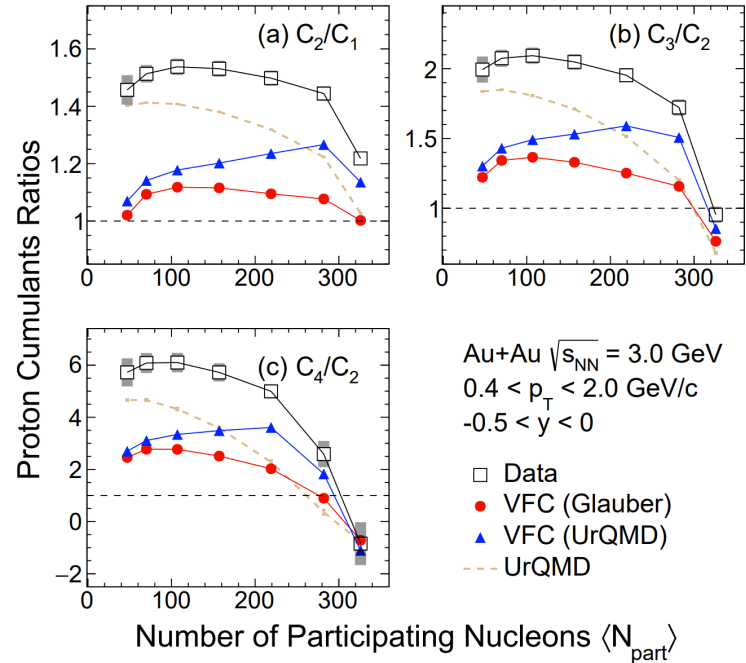 Proton Cumulants Ratios
(a) C₂/C₁
1.6
1.4
1.2
1
0 100 200 300
(b) C₃/C₂
2
1.5
1
0 100 200 300
(c) C₄/C₂
6
4
2
0
−2
0 100 200 300
Au+Au √s_NN = 3.0 GeV
0.4 < p_T < 2.0 GeV/c
-0.5 < y < 0
Data
VFC (Glauber)
VFC (UrQMD)
UrQMD
Number of Participating Nucleons ⟨N_part⟩